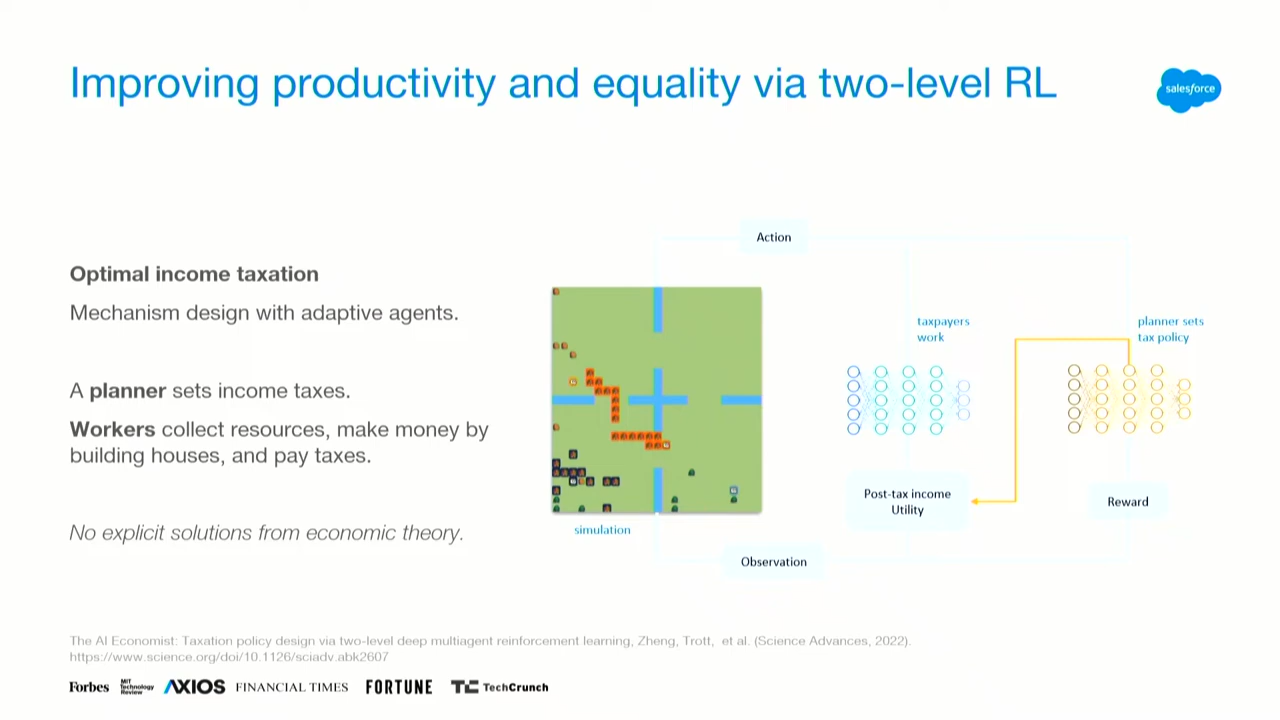 Improving productivity and equality via two-level RL
salesforce
Optimal income taxation
Mechanism design with adaptive agents.
A planner sets income taxes.
Workers collect resources, make money by
building houses, and pay taxes.
No explicit solutions from economic theory.
Action
taxpayers
work
planner sets
tax policy
Post-tax income
Utility
Reward
simulation
Observation
The AI Economist: Taxation policy design via two-level deep multiagent reinforcement learning, Zheng, Trott, et al. (Science Advances, 2022).
https://www.science.org/doi/10.1126/sciadv.abk2607
Forbes
MIT
Technology
Review
AXIOS
FINANCIAL TIMES
FORTUNE
TC TechCrunch